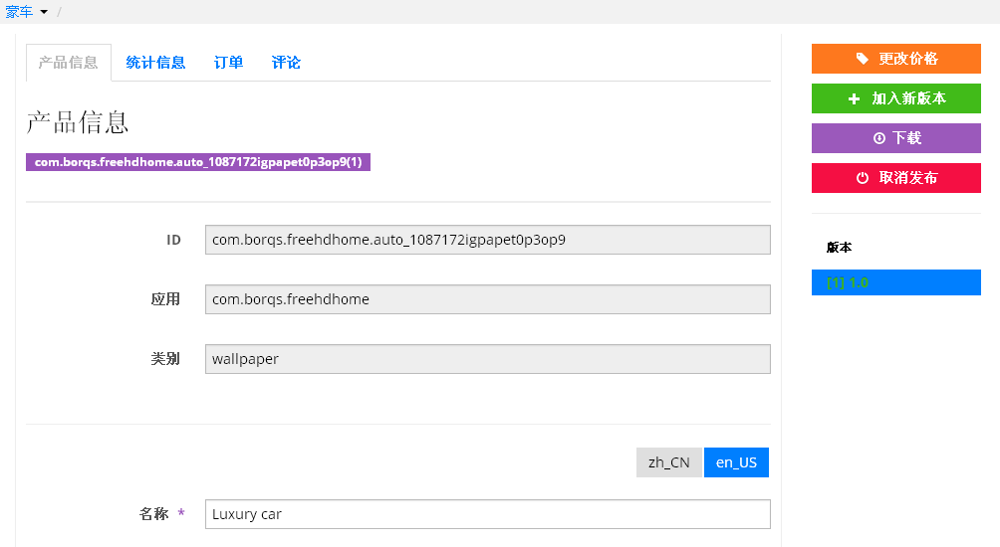 蒙车 /
产品信息 统计信息 订单 评论
产品信息
com.borqs.freehdhome.auto_1087172igpapet0p3op9(1)
ID com.borqs.freehdhome.auto_1087172igpapet0p3op9
应用 com.borqs.freehdhome
类别 wallpaper
zh_CN en_US
名称 * Luxury car
更改价格
加入新版本
下载
取消发布
版本
[1] 1.0